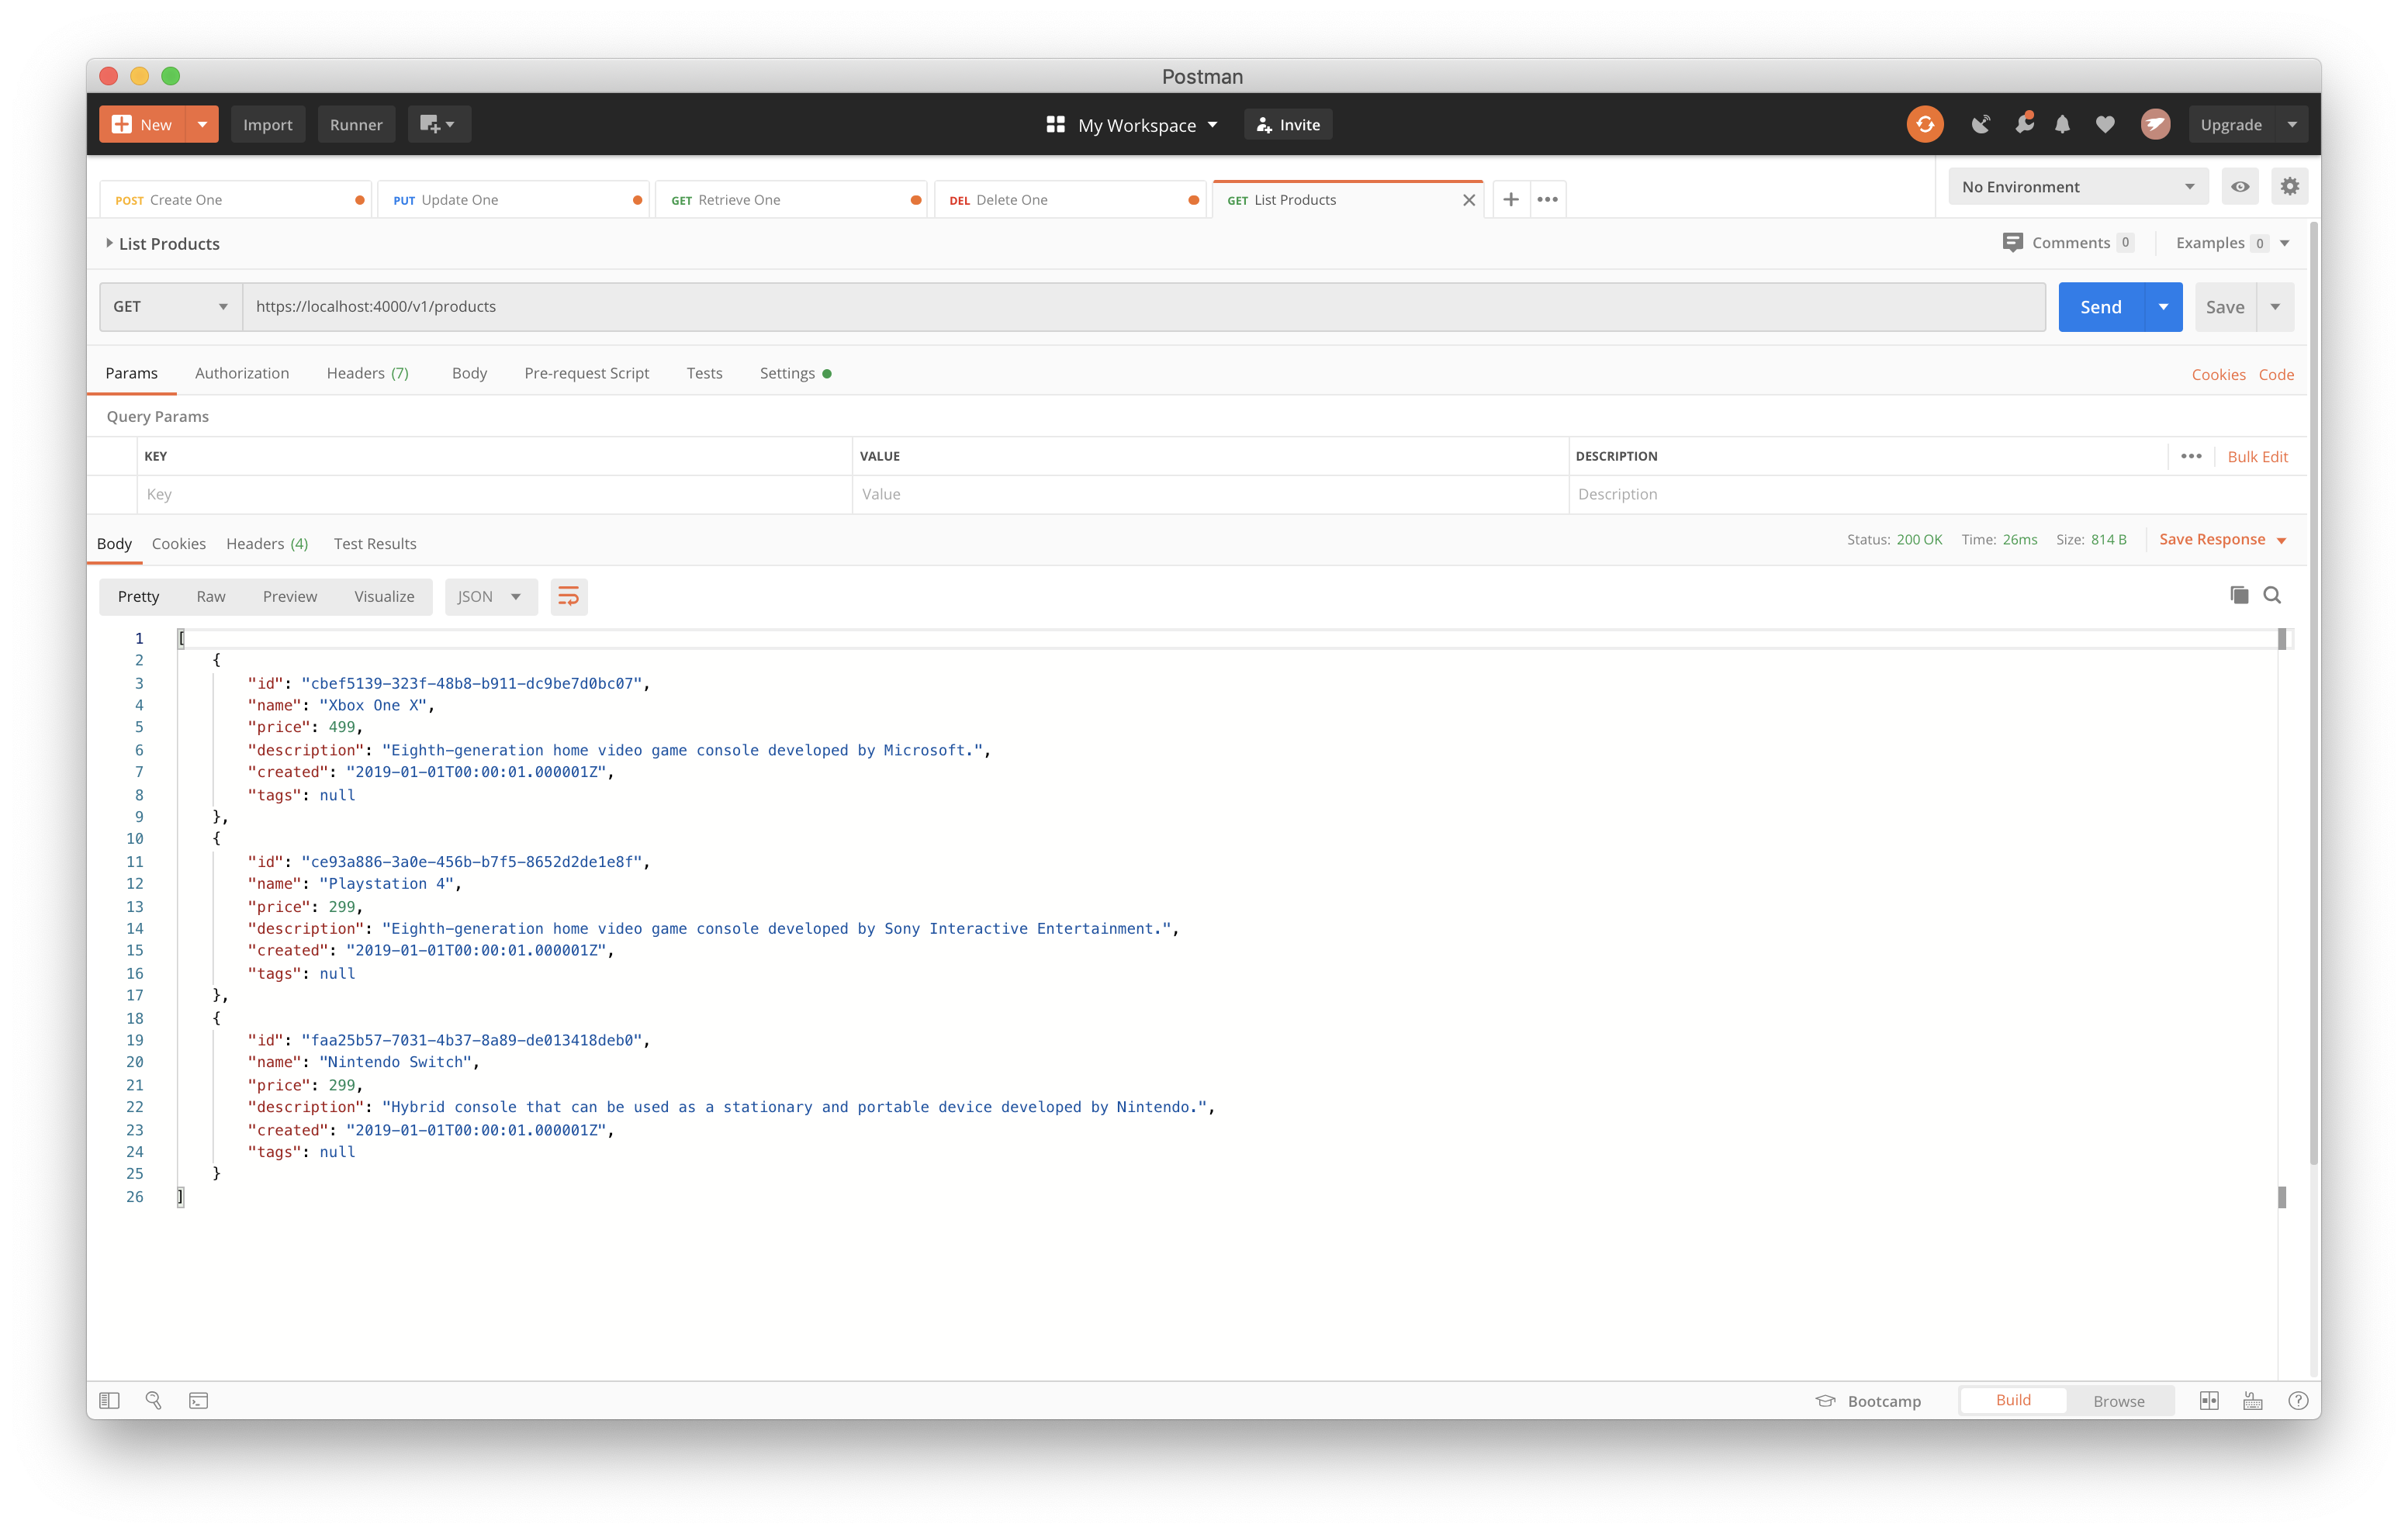 Postman
New Import Runner My Workspace Invite Upgrade
POST Create One PUT Update One GET Retrieve One DEL Delete One GET List Products No Environment
List Products Comments 0 Examples 0
GET https://localhost:4000/v1/products Send Save
Params Authorization Headers (7) Body Pre-request Script Tests Settings Cookies Code
Query Params
KEY VALUE DESCRIPTION Bulk Edit
Key Value Description
Body Cookies Headers (4) Test Results Status: 200 OK Time: 26ms Size: 814 B Save Response
Pretty Raw Preview Visualize JSON
1 [
2 {
3 "id": "cbef5139-323f-48b8-b911-dc9be7d0bc07",
4 "name": "Xbox One X",
5 "price": 499,
6 "description": "Eighth-generation home video game console developed by Microsoft.",
7 "created": "2019-01-01T00:00:01.000001Z",
8 "tags": null
9 },
10 {
11 "id": "ce93a886-3a0e-456b-b7f5-8652d2de1e8f",
12 "name": "Playstation 4",
13 "price": 299,
14 "description": "Eighth-generation home video game console developed by Sony Interactive Entertainment.",
15 "created": "2019-01-01T00:00:01.000001Z",
16 "tags": null
17 },
18 {
19 "id": "faa25b57-7031-4b37-8a89-de013418deb0",
20 "name": "Nintendo Switch",
21 "price": 299,
22 "description": "Hybrid console that can be used as a stationary and portable device developed by Nintendo.",
23 "created": "2019-01-01T00:00:01.000001Z",
24 "tags": null
25 }
26 ]
Bootcamp Build Browse